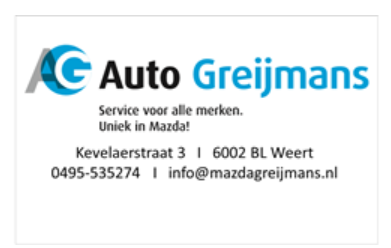 AG Auto Greijmans
Service voor alle merken.
Uniek in Mazda!
Kevelaerstraat 3 I 6002 BL Weert
0495-535274 I info@mazdagreijmans.nl